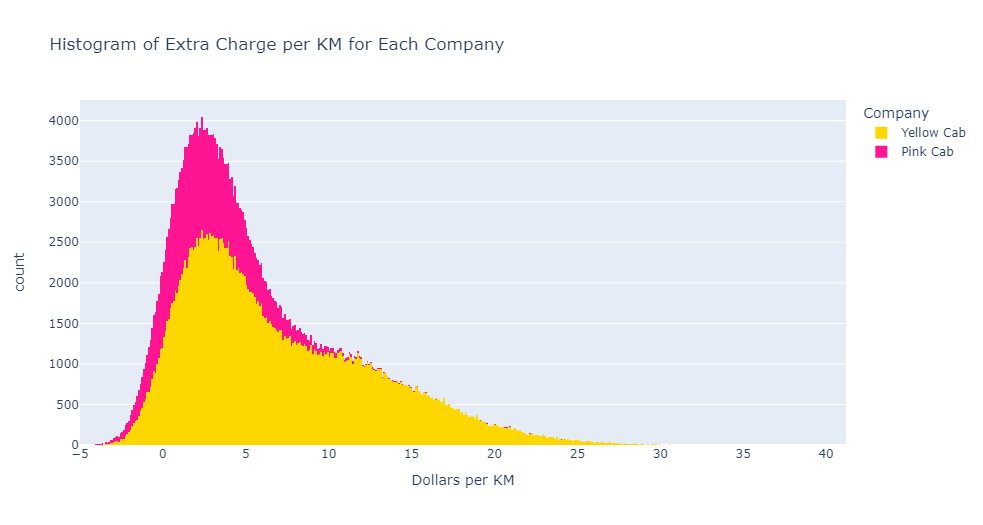 Histogram of Extra Charge per KM for Each Company
Company
Yellow Cab
Pink Cab
4000
3500
3000
2500
2000
1500
1000
500
0
count
−5 0 5 10 15 20 25 30 35 40
Dollars per KM